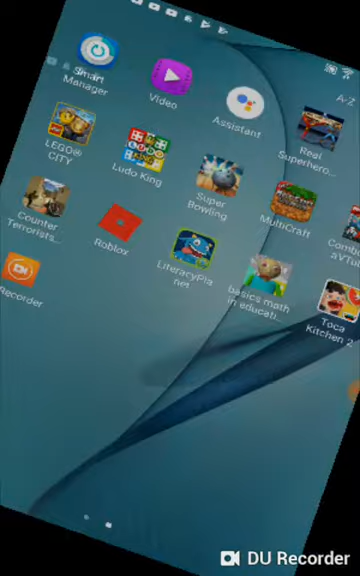 A-Z
Smart
Manager
Video
Assistant
Real
Superhero...
LEGO®
CITY
Ludo King
Super
Bowling
MultiCraft
Counter
Terrorists...
Roblox
LiteracyPla
net
basics math
in educati...
Toca
Kitchen 2
Recorder
DU Recorder